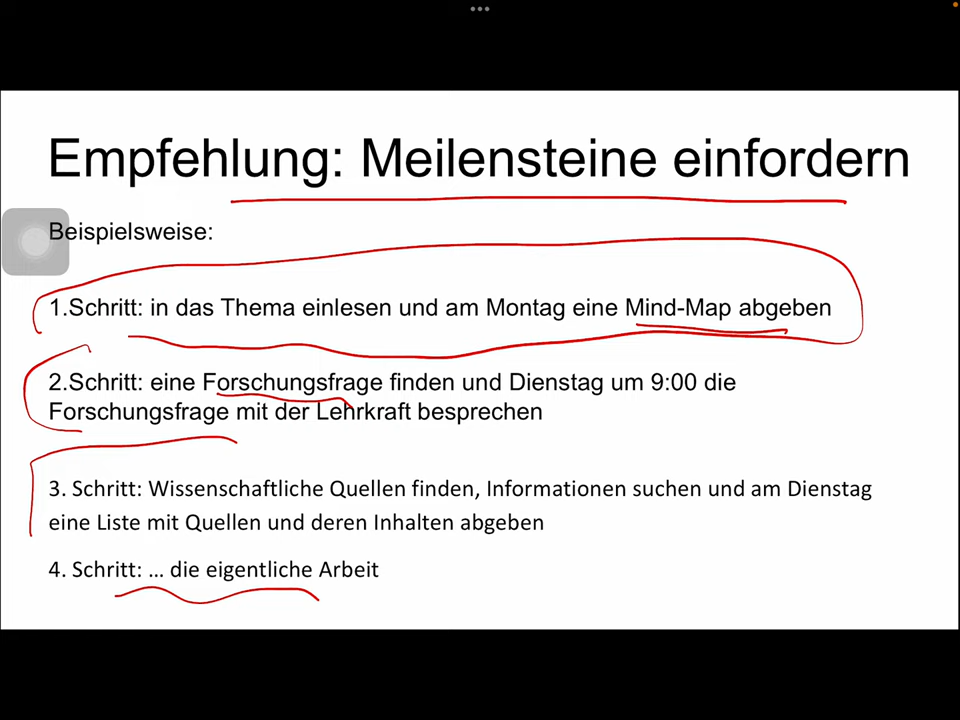 Empfehlung: Meilensteine einfordern
Beispielsweise:
1.Schritt: in das Thema einlesen und am Montag eine Mind-Map abgeben
2.Schritt: eine Forschungsfrage finden und Dienstag um 9:00 die
Forschungsfrage mit der Lehrkraft besprechen
3. Schritt: Wissenschaftliche Quellen finden, Informationen suchen und am Dienstag
eine Liste mit Quellen und deren Inhalten abgeben
4. Schritt: … die eigentliche Arbeit